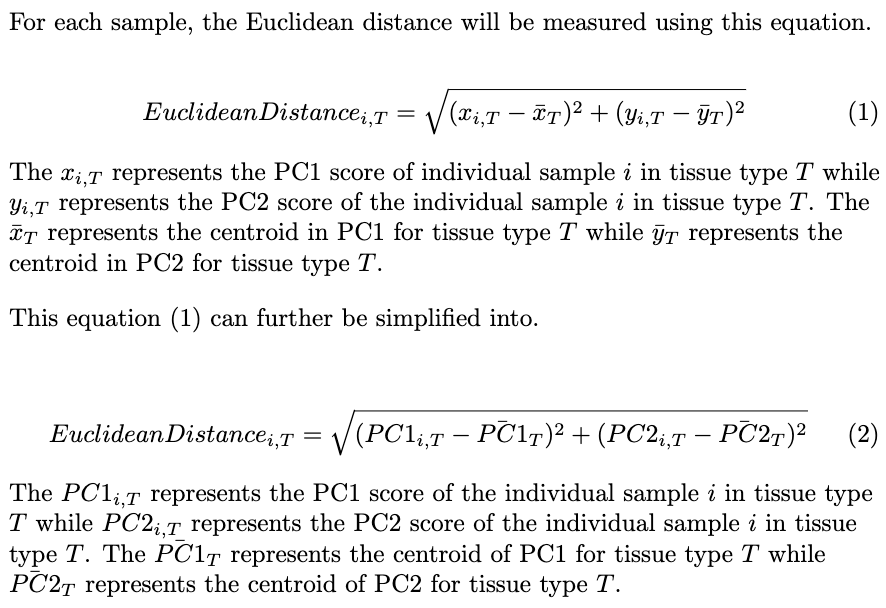 For each sample, the Euclidean distance will be measured using this equation.
EuclideanDistance_{i,T} = \sqrt{(x_{i,T} − \bar{x}_T)^2 + (y_{i,T} − \bar{y}_T)^2} (1)
The x_{i,T} represents the PC1 score of individual sample i in tissue type T while
y_{i,T} represents the PC2 score of the individual sample i in tissue type T. The
\bar{x}_T represents the centroid in PC1 for tissue type T while \bar{y}_T represents the
centroid in PC2 for tissue type T.
This equation (1) can further be simplified into.
EuclideanDistance_{i,T} = \sqrt{(PC1_{i,T} − P\bar{C}1_T)^2 + (PC2_{i,T} − P\bar{C}2_T)^2} (2)
The PC1_{i,T} represents the PC1 score of the individual sample i in tissue type
T while PC2_{i,T} represents the PC2 score of the individual sample i in tissue
type T. The P\bar{C}1_T represents the centroid of PC1 for tissue type T while
P\bar{C}2_T represents the centroid of PC2 for tissue type T.